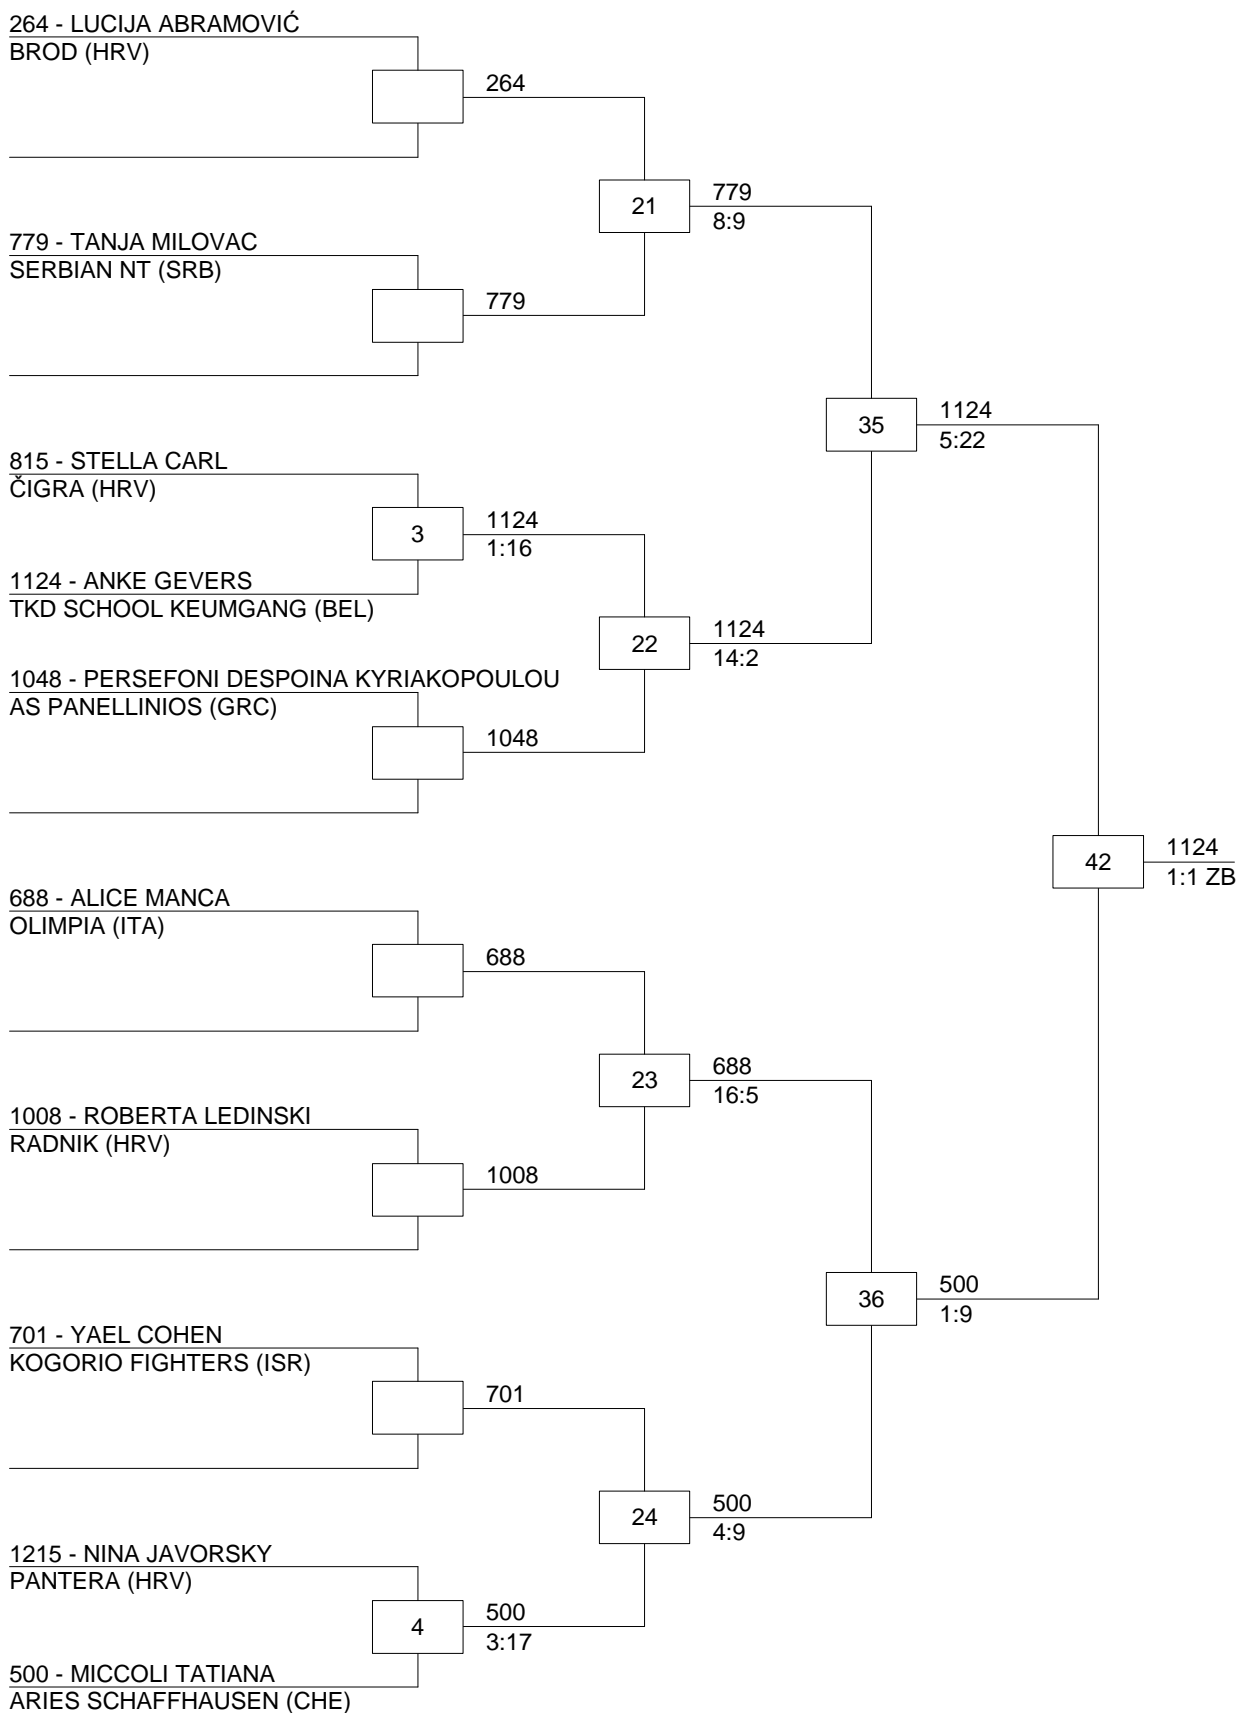 264 - LUCIJA ABRAMOVIĆ
BROD (HRV)
264
21
779
8:9
779 - TANJA MILOVAC
SERBIAN NT (SRB)
779
35
1124
5:22
815 - STELLA CARL
ČIGRA (HRV)
3
1124
1:16
1124 - ANKE GEVERS
TKD SCHOOL KEUMGANG (BEL)
22
1124
14:2
1048 - PERSEFONI DESPOINA KYRIAKOPOULOU
AS PANELLINIOS (GRC)
1048
42
1124
1:1 ZB
688 - ALICE MANCA
OLIMPIA (ITA)
688
23
688
16:5
1008 - ROBERTA LEDINSKI
RADNIK (HRV)
1008
36
500
1:9
701 - YAEL COHEN
KOGORIO FIGHTERS (ISR)
701
24
500
4:9
1215 - NINA JAVORSKY
PANTERA (HRV)
4
500
3:17
500 - MICCOLI TATIANA
ARIES SCHAFFHAUSEN (CHE)